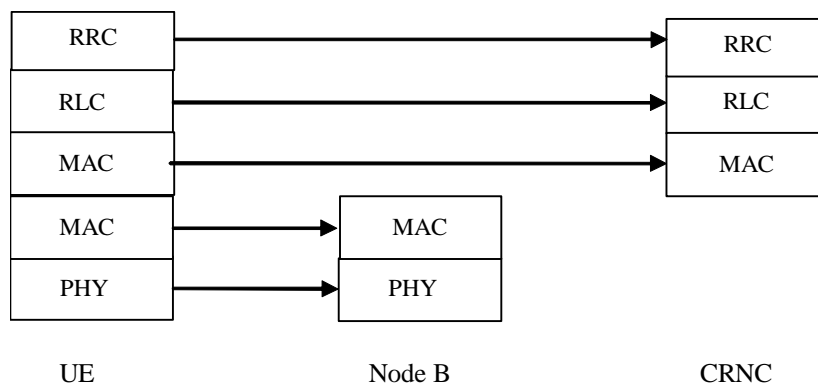 RRC RRC
RLC RLC
MAC MAC
MAC MAC
PHY PHY
UE Node B CRNC